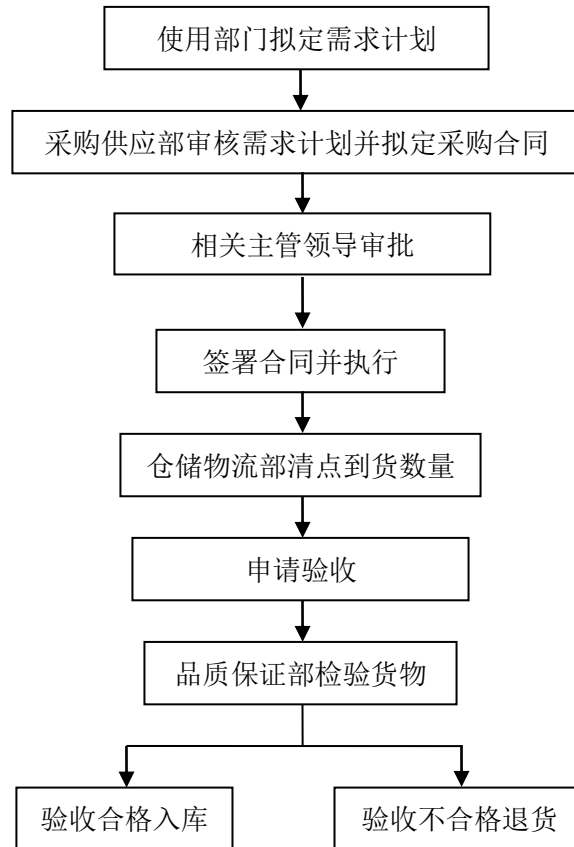 使用部门拟定需求计划
采购供应部审核需求计划并拟定采购合同
相关主管领导审批
签署合同并执行
仓储物流部清点到货数量
申请验收
品质保证部检验货物
验收合格入库
验收不合格退货